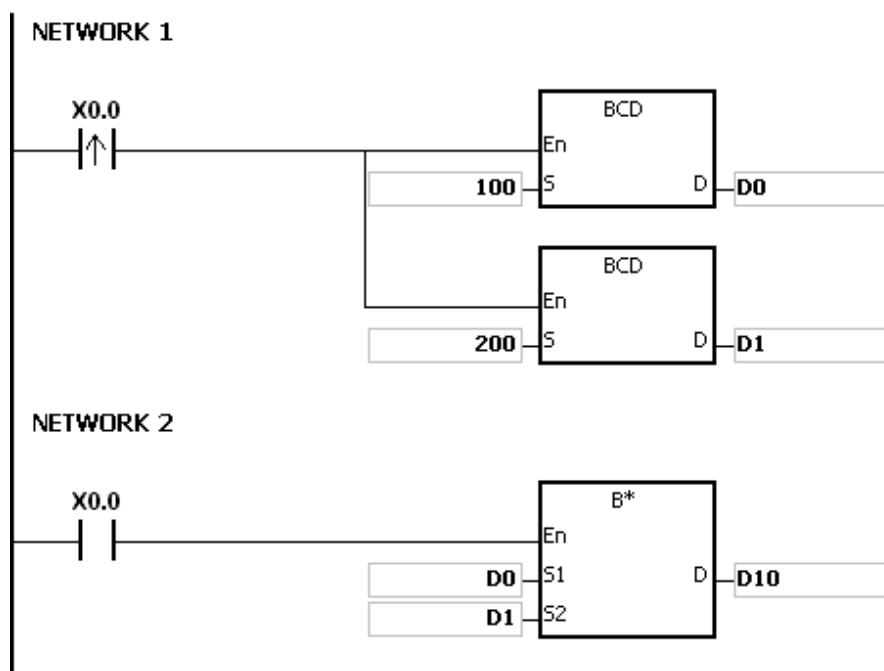 NETWORK 1
X0.0
BCD
En
100 S D D0
BCD
En
200 S D D1
NETWORK 2
X0.0
B*
En
D0 S1 D D10
D1 S2